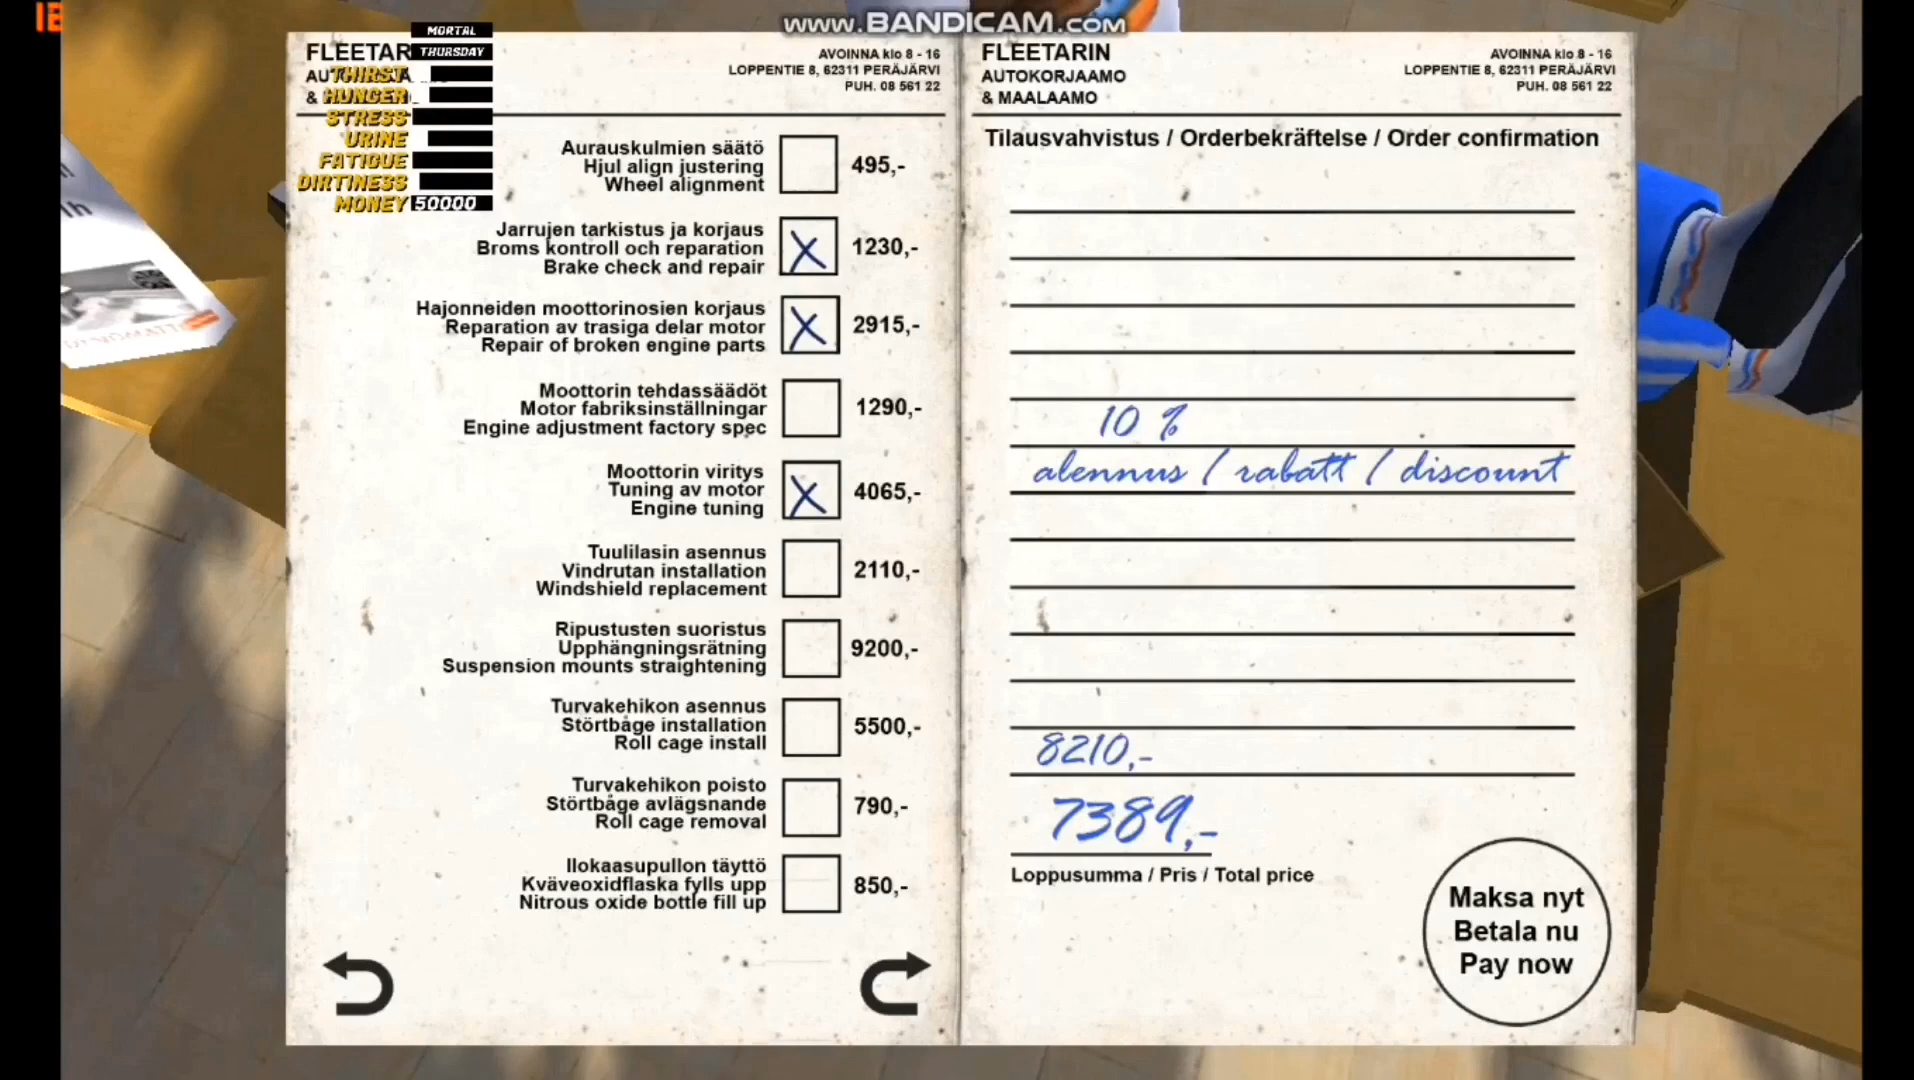 www.BANDICAM.com
MORTAL
THURSDAY
THIRST
HUNGER
STRESS
URINE
FATIGUE
DIRTINESS
MONEY 50000
FLEETAR
&
AVOINNA klo 8 - 16
LOPPENTIE 8, 62311 PERÄJÄRVI
PUH. 08 561 22
Aurauskulmien säätö
Hjul align justering
Wheel alignment
495,-
Jarrujen tarkistus ja korjaus
Broms kontroll och reparation
Brake check and repair
X
1230,-
Hajonneiden moottorinosien korjaus
Reparation av trasiga delar motor
Repair of broken engine parts
X
2915,-
Moottorin tehdassäädöt
Motor fabriksinställningar
Engine adjustment factory spec
1290,-
Moottorin viritys
Tuning av motor
Engine tuning
X
4065,-
Tuulilasin asennus
Vindrutan installation
Windshield replacement
2110,-
Ripustusten suoristus
Upphängningsrätning
Suspension mounts straightening
9200,-
Turvakehikon asennus
Störtbåge installation
Roll cage install
5500,-
Turvakehikon poisto
Störtbåge avlägsnande
Roll cage removal
790,-
Ilokaasupullon täyttö
Kväveoxidflaska fylls upp
Nitrous oxide bottle fill up
850,-
FLEETARIN
AUTOKORJAAMO
& MAALAAMO
AVOINNA klo 8 - 16
LOPPENTIE 8, 62311 PERÄJÄRVI
PUH. 08 561 22
Tilausvahvistus / Orderbekräftelse / Order confirmation
10 %
alennus / rabatt / discount
8210,-
7389,-
Loppusumma / Pris / Total price
Maksa nyt
Betala nu
Pay now